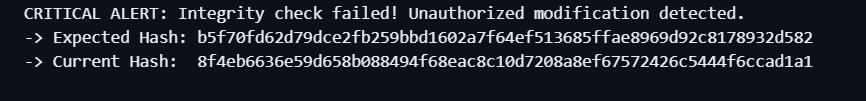 CRITICAL ALERT: Integrity check failed! Unauthorized modification detected.
-> Expected Hash: b5f70fd62d79dce2fb259bbd1602a7f64ef513685ffae8969d92c8178932d582
-> Current Hash:  8f4eb6636e59d658b088494f68eac8c10d7208a8ef67572426c5444f6ccad1a1